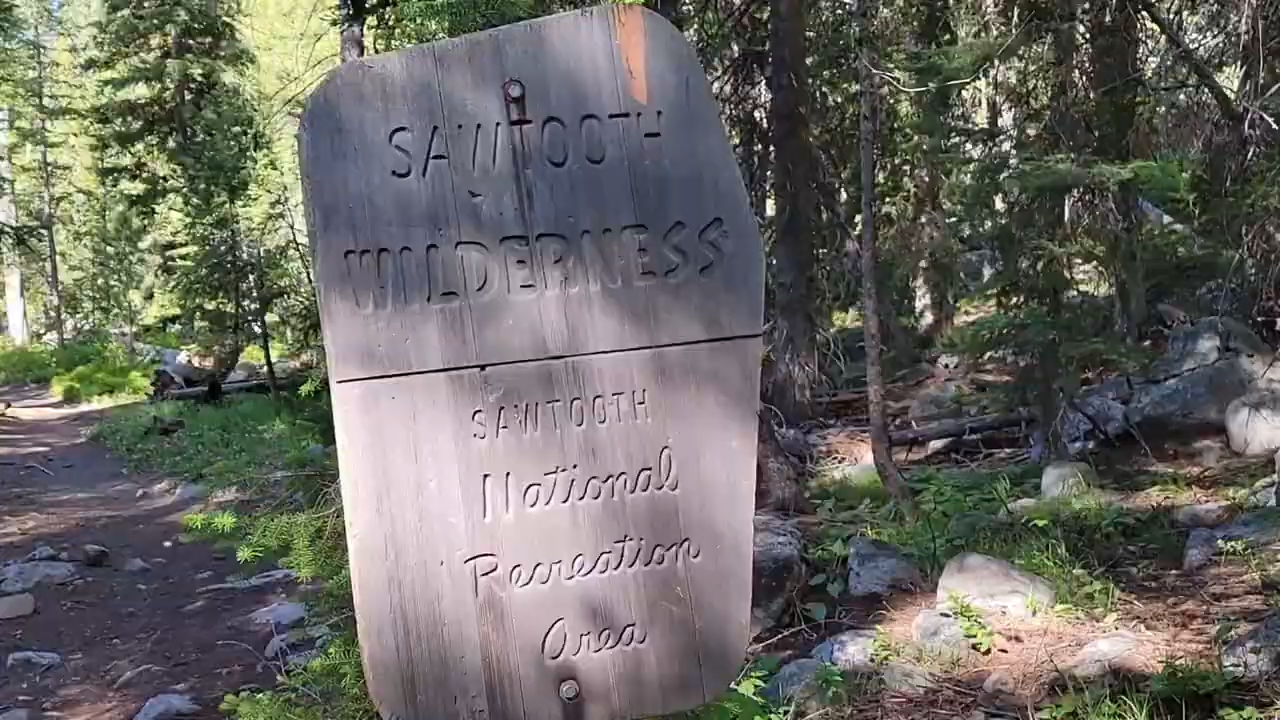 SAWTOOTH
WILDERNESS
SAWTOOTH
National
Recreation
Area